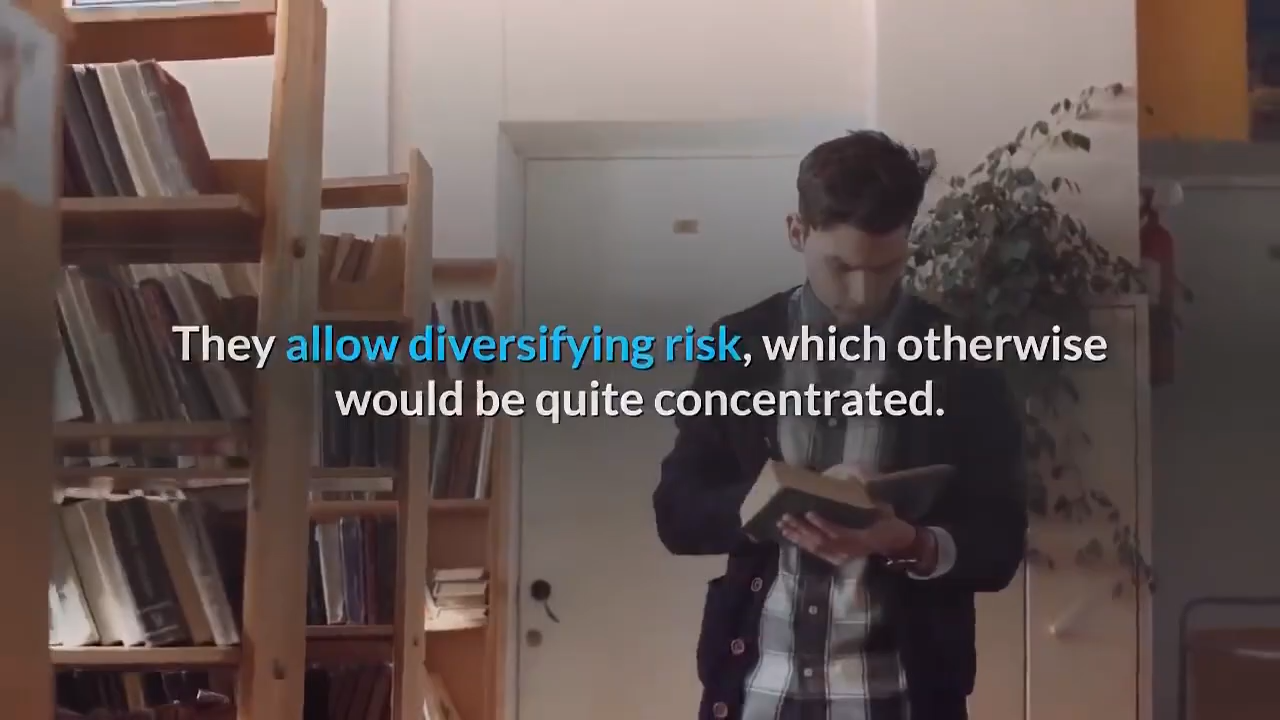 They allow diversifying risk, which otherwise
would be quite concentrated.